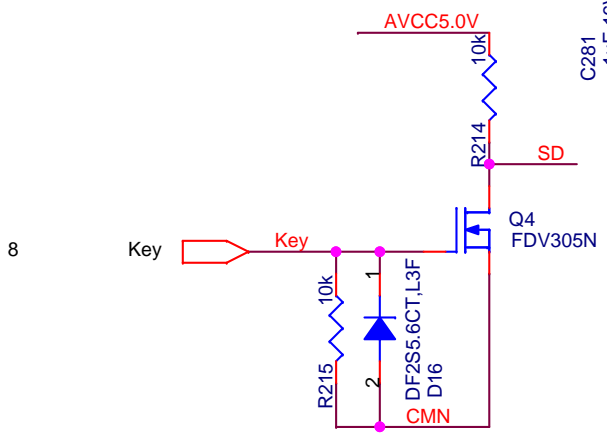 AVCC5.0V
10k
R214
C281
SD
Q4
FDV305N
8
Key
Key
10k
R215
1
2
DF2S5.6CT,L3F
D16
CMN